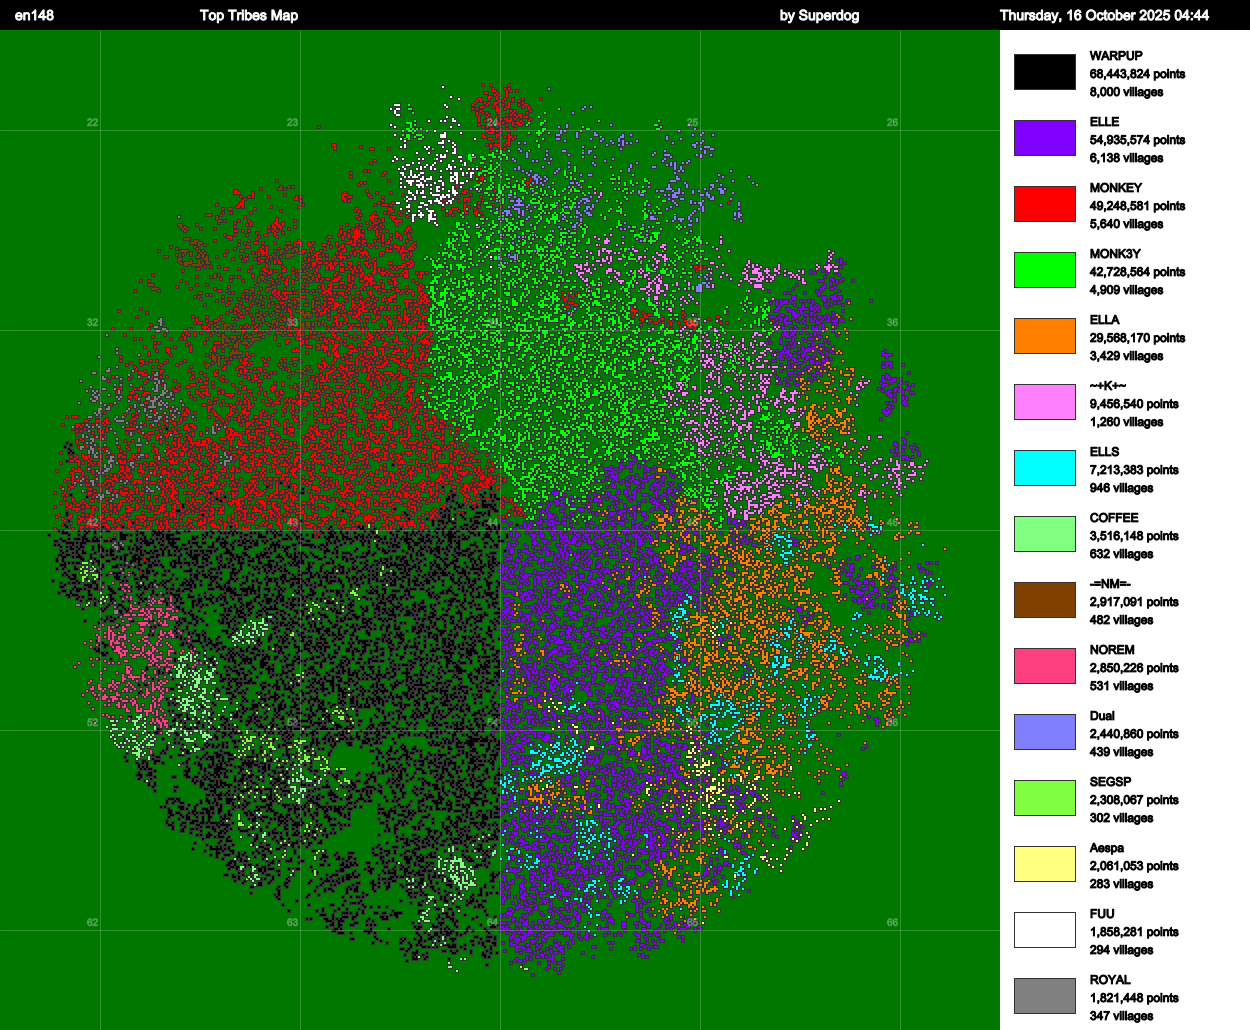 en148 Top Tribes Map by Superdog Thursday, 16 October 2025 04:44
WARPUP
68,443,824 points
8,000 villages
ELLE
54,935,574 points
6,138 villages
MONKEY
49,248,581 points
5,640 villages
MONK3Y
42,728,564 points
4,909 villages
ELLA
29,568,170 points
3,429 villages
~+K+~
9,456,540 points
1,260 villages
ELLS
7,213,383 points
946 villages
COFFEE
3,516,148 points
632 villages
-=NM=-
2,917,091 points
482 villages
NOREM
2,850,226 points
531 villages
Dual
2,440,860 points
439 villages
SEGSP
2,308,067 points
302 villages
Aespa
2,061,053 points
283 villages
FUU
1,858,281 points
294 villages
ROYAL
1,821,448 points
347 villages
22 23 24 25 26
32 33 36
42 43 44 46
52
62 63 64 65 66